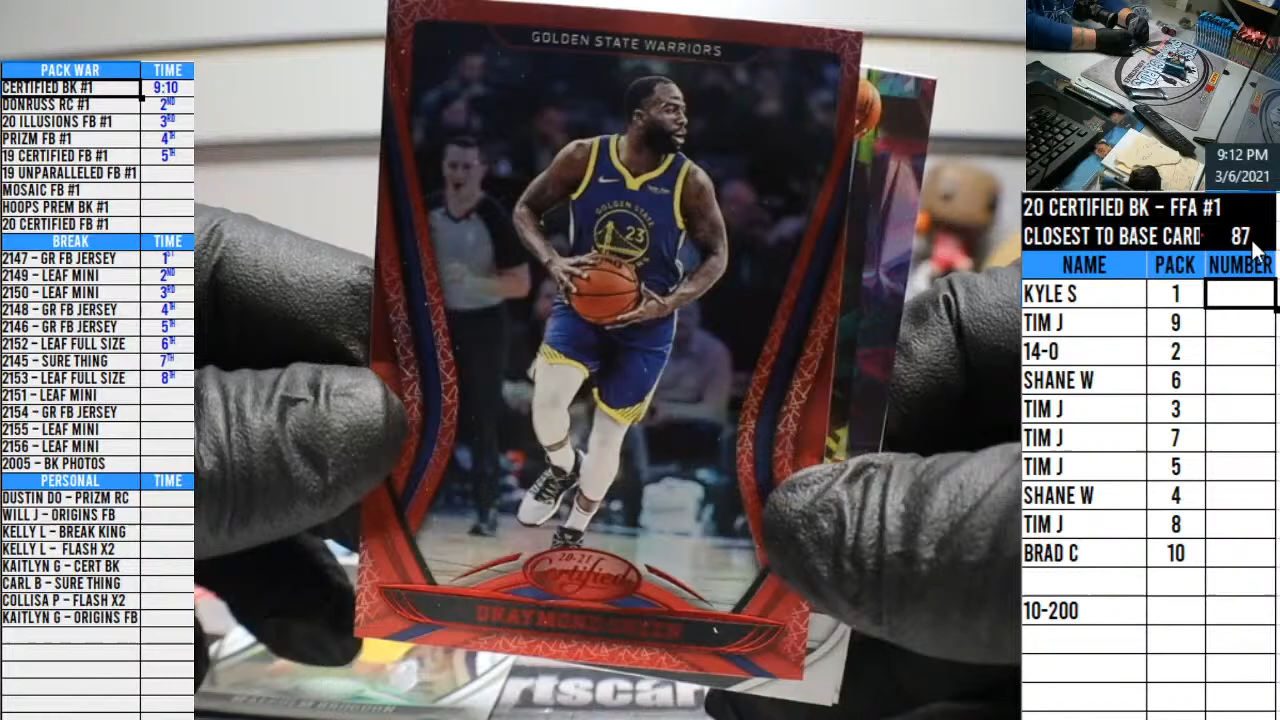 PACK WAR TIME
CERTIFIED BK #1 9:10
DONRUSS RC #1 2ND
20 ILLUSIONS FB #1 3RD
PRIZM FB #1 4TH
19 CERTIFIED FB #1 5TH
19 UNPARALLELED FB #1
MOSAIC FB #1
HOOPS PREM BK #1
20 CERTIFIED FB #1
BREAK TIME
2147 - GR FB JERSEY 1ST
2149 - LEAF MINI 2ND
2150 - LEAF MINI 3RD
2148 - GR FB JERSEY 4TH
2146 - GR FB JERSEY 5TH
2152 - LEAF FULL SIZE 6TH
2145 - SURE THING 7TH
2153 - LEAF FULL SIZE 8TH
2151 - LEAF MINI
2154 - GR FB JERSEY
2155 - LEAF MINI
2156 - LEAF MINI
2005 - BK PHOTOS
PERSONAL TIME
DUSTIN DO - PRIZM RC
WILL J - ORIGINS FB
KELLY L - BREAK KING
KELLY L - FLASH X2
KAITLYN G - CERT BK
CARL B - SURE THING
COLLISA P - FLASH X2
KAITLYN G - ORIGINS FB
GOLDEN STATE WARRIORS
GOLDEN STATE
23
20-21
Certified
DRAYMOND GREEN
rtscar
9:12 PM
3/6/2021
20 CERTIFIED BK - FFA #1
CLOSEST TO BASE CARD 87
NAME PACK NUMBER
KYLE S 1
TIM J 9
14-0 2
SHANE W 6
TIM J 3
TIM J 7
TIM J 5
SHANE W 4
TIM J 8
BRAD C 10
10-200